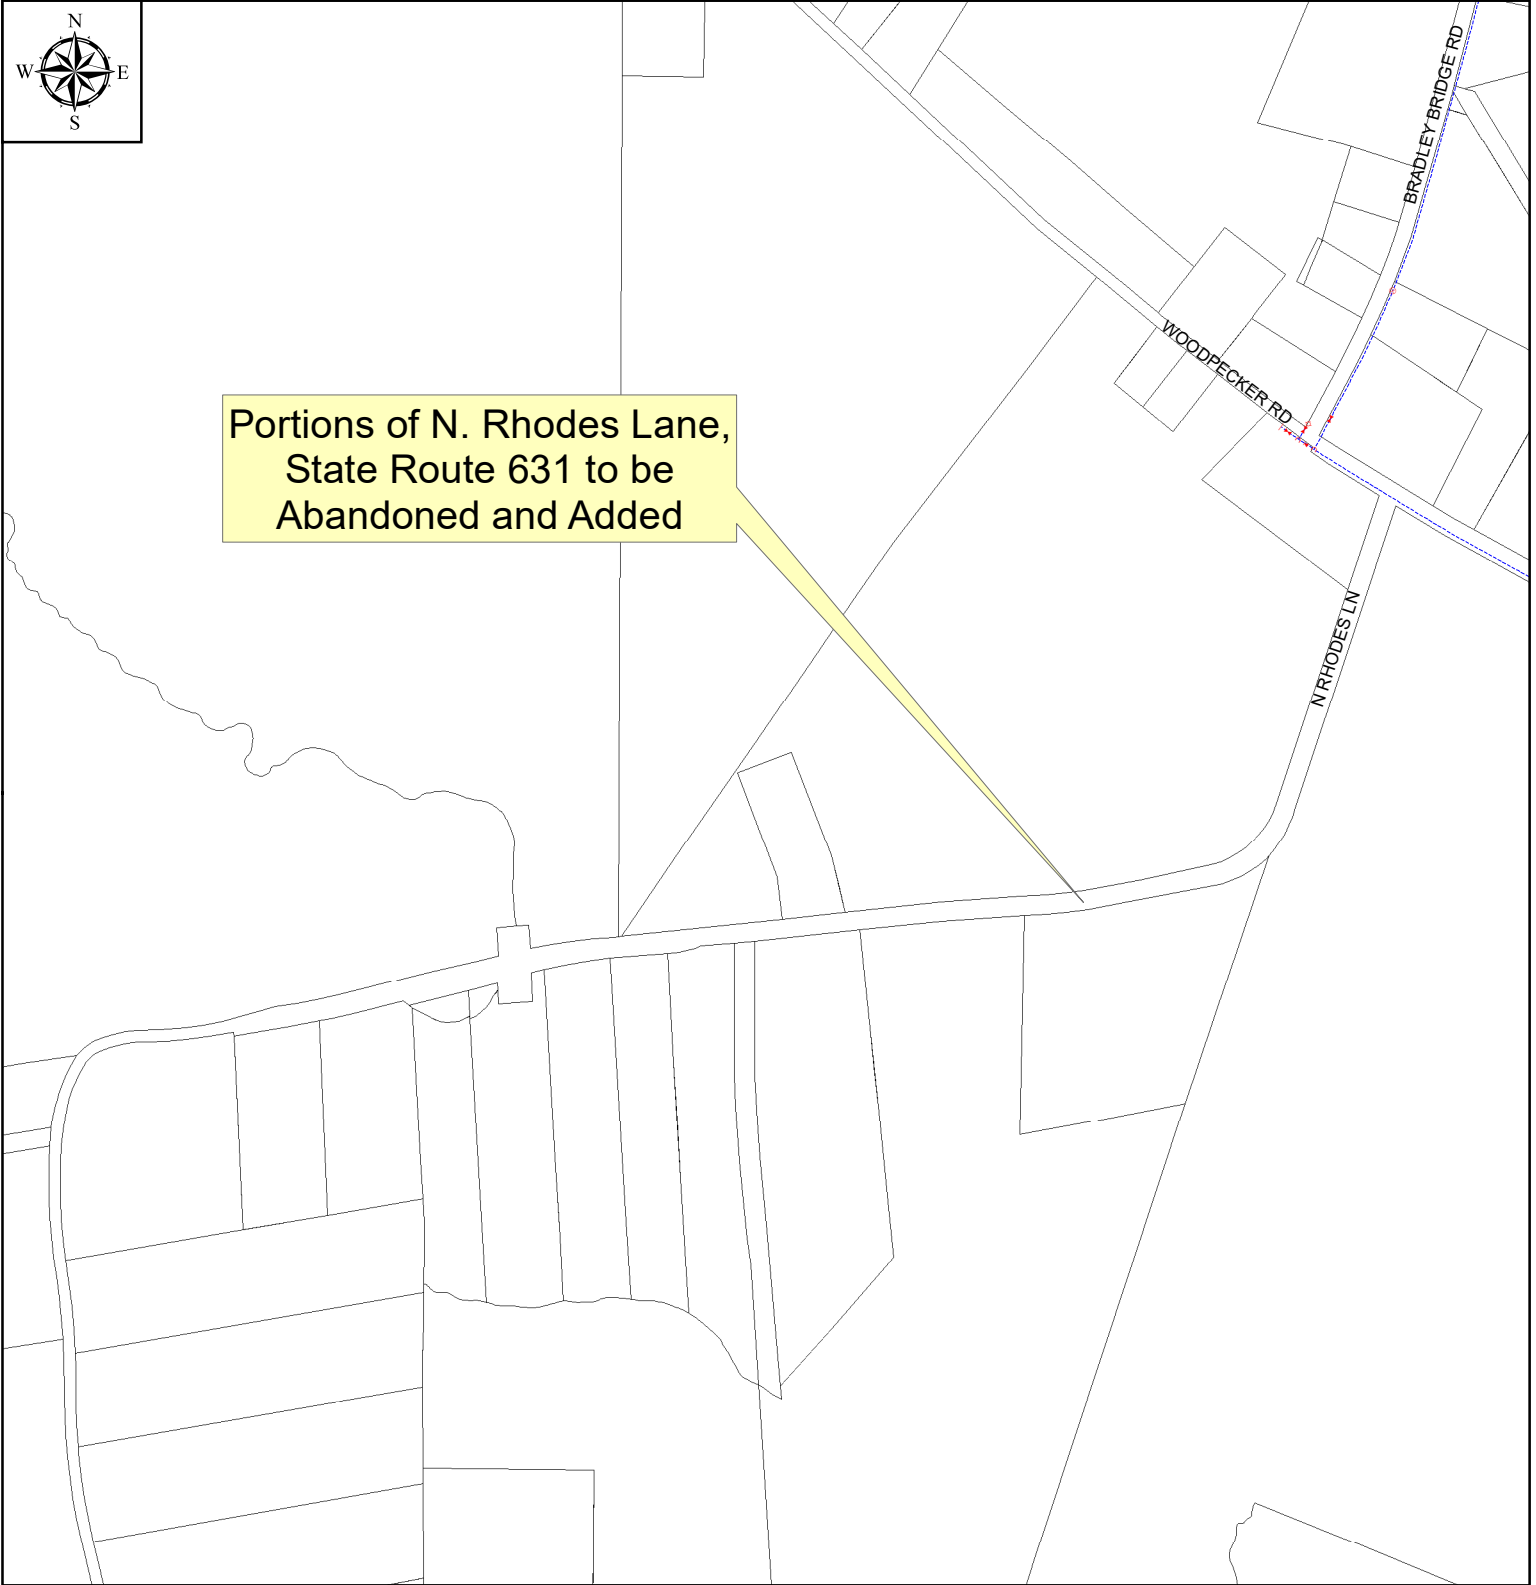 N
W E
S
BRADLEY BRIDGE RD
WOODPECKER RD
Portions of N. Rhodes Lane,
State Route 631 to be
Abandoned and Added
N RHODES LN